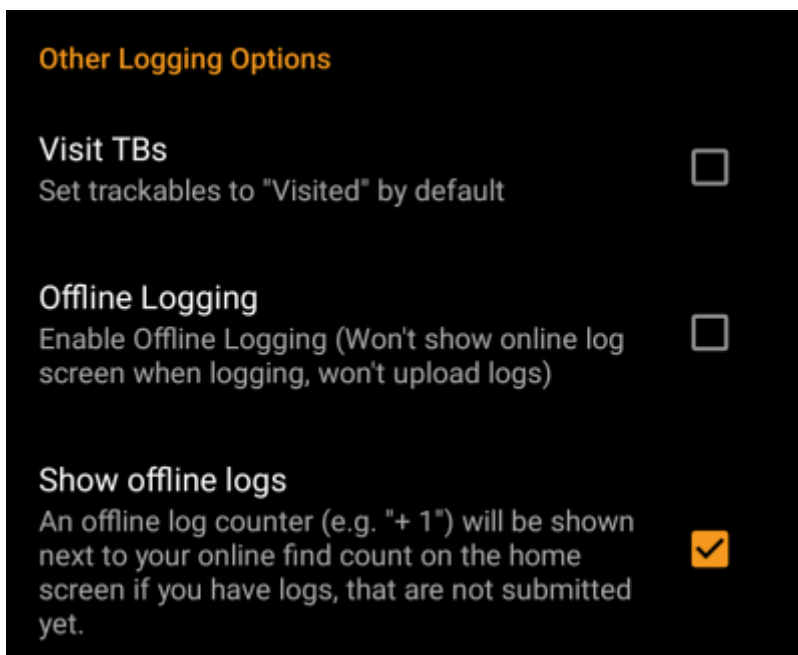 Other Logging Options
Visit TBs
Set trackables to "Visited" by default
Offline Logging
Enable Offline Logging (Won't show online log
screen when logging, won't upload logs)
Show offline logs
An offline log counter (e.g. "+ 1") will be shown
next to your online find count on the home
screen if you have logs, that are not submitted
yet.